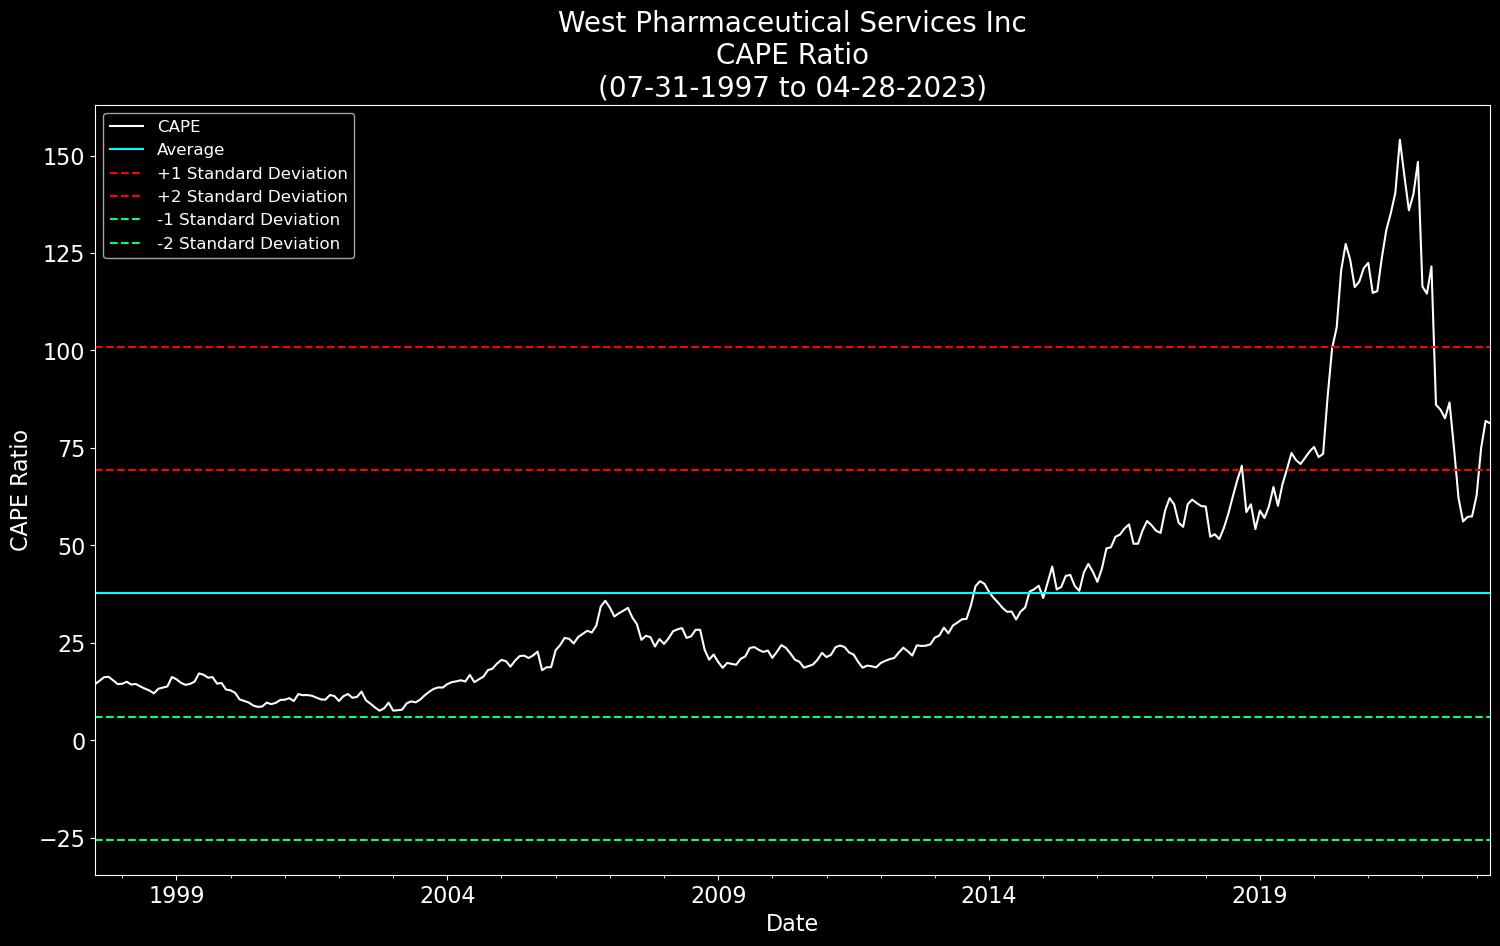 West Pharmaceutical Services Inc
CAPE Ratio
(07-31-1997 to 04-28-2023)
CAPE
Average
+1 Standard Deviation
+2 Standard Deviation
-1 Standard Deviation
-2 Standard Deviation
150
125
100
75
50
25
0
−25
CAPE Ratio
1999
2004
2009
2014
2019
Date